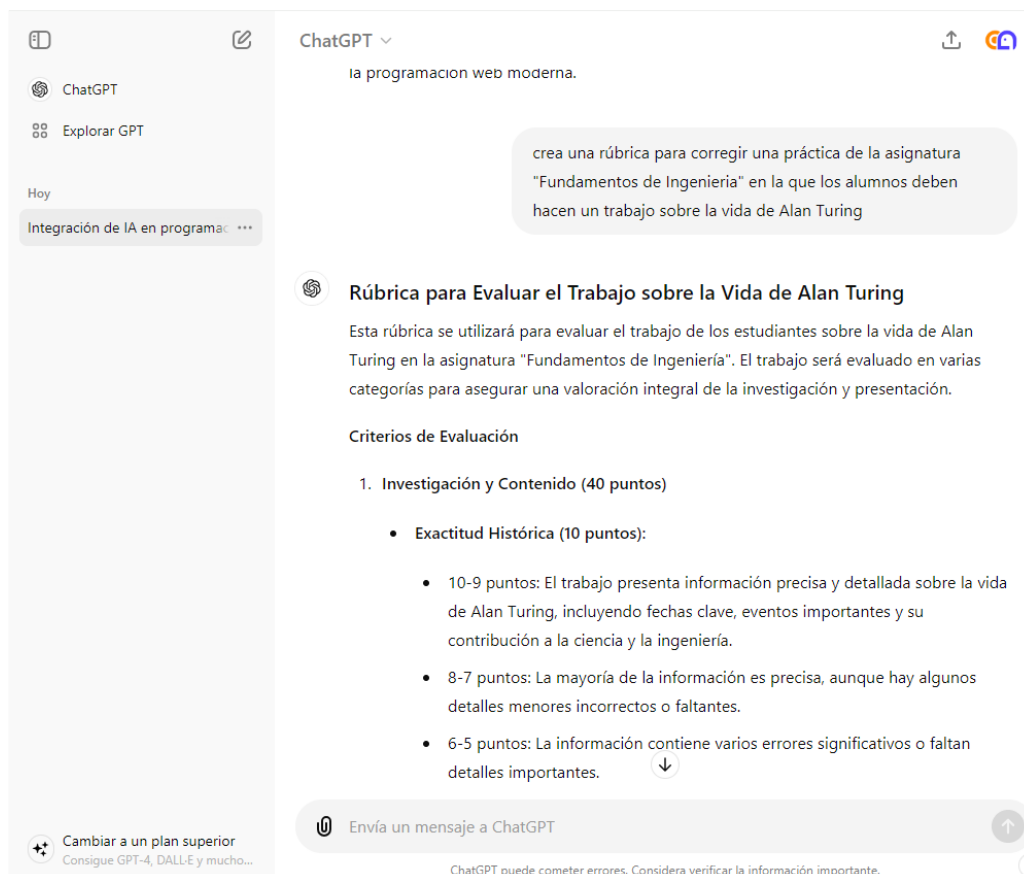 ChatGPT
Explorar GPT
Hoy
Integración de IA en programac
Cambiar a un plan superior
Consigue GPT-4, DALL·E y mucho...
ChatGPT
la programación web moderna.
crea una rúbrica para corregir una práctica de la asignatura
"Fundamentos de Ingenieria" en la que los alumnos deben
hacen un trabajo sobre la vida de Alan Turing
Rúbrica para Evaluar el Trabajo sobre la Vida de Alan Turing
Esta rúbrica se utilizará para evaluar el trabajo de los estudiantes sobre la vida de Alan
Turing en la asignatura "Fundamentos de Ingeniería". El trabajo será evaluado en varias
categorías para asegurar una valoración integral de la investigación y presentación.
Criterios de Evaluación
1. Investigación y Contenido (40 puntos)
• Exactitud Histórica (10 puntos):
• 10-9 puntos: El trabajo presenta información precisa y detallada sobre la vida
de Alan Turing, incluyendo fechas clave, eventos importantes y su
contribución a la ciencia y la ingeniería.
• 8-7 puntos: La mayoría de la información es precisa, aunque hay algunos
detalles menores incorrectos o faltantes.
• 6-5 puntos: La información contiene varios errores significativos o faltan
detalles importantes.
Envía un mensaje a ChatGPT
ChatGPT puede cometer errores. Considera verificar la información importante.